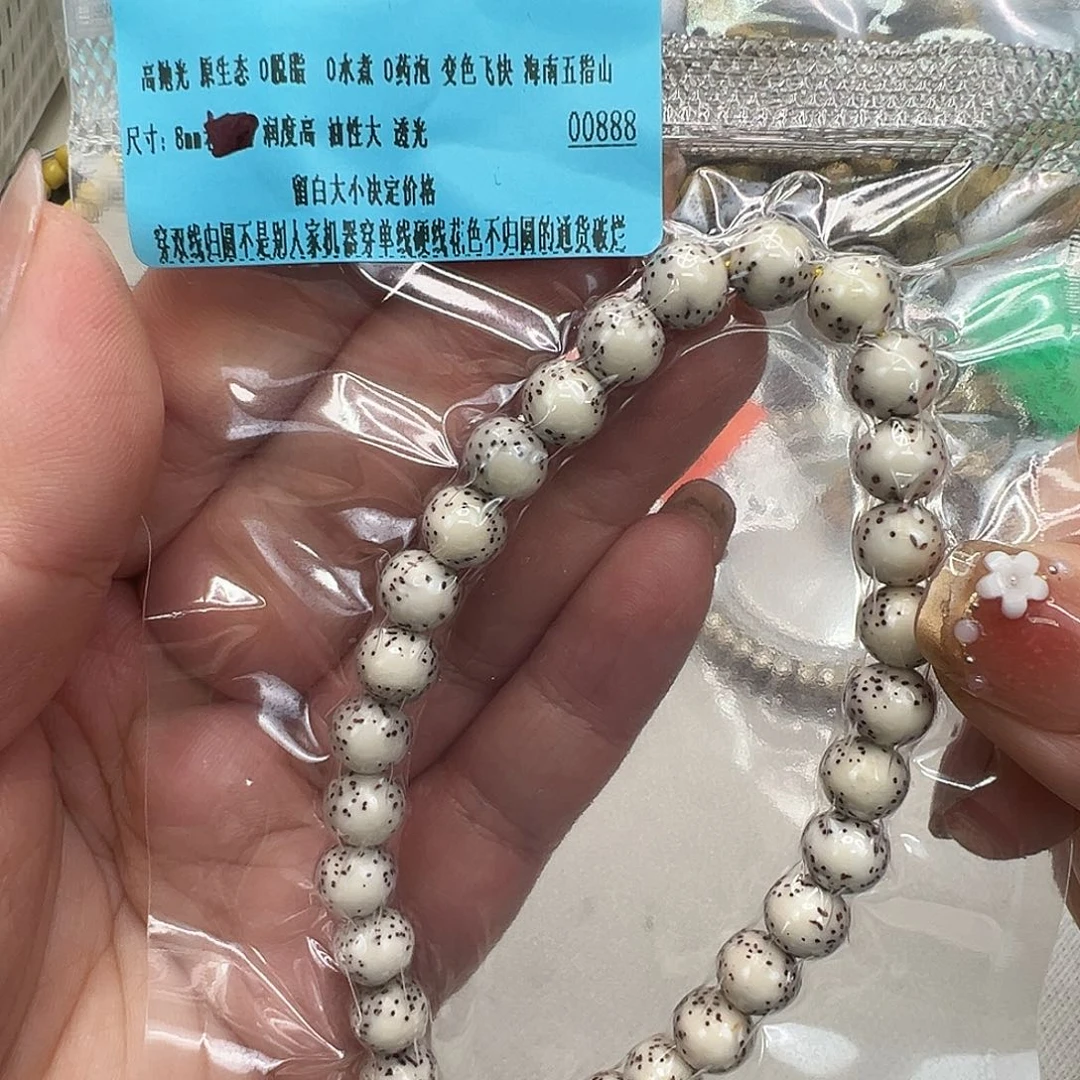 高抛光 原生态 0脱脂 0水煮 0药泡 变色飞快 海南五指山
尺寸：8mm 润度高 油性大 透光
00888
留白大小决定价格
穿双线归圆不是别人家机器穿单线硬线花色不归圆的通货破烂